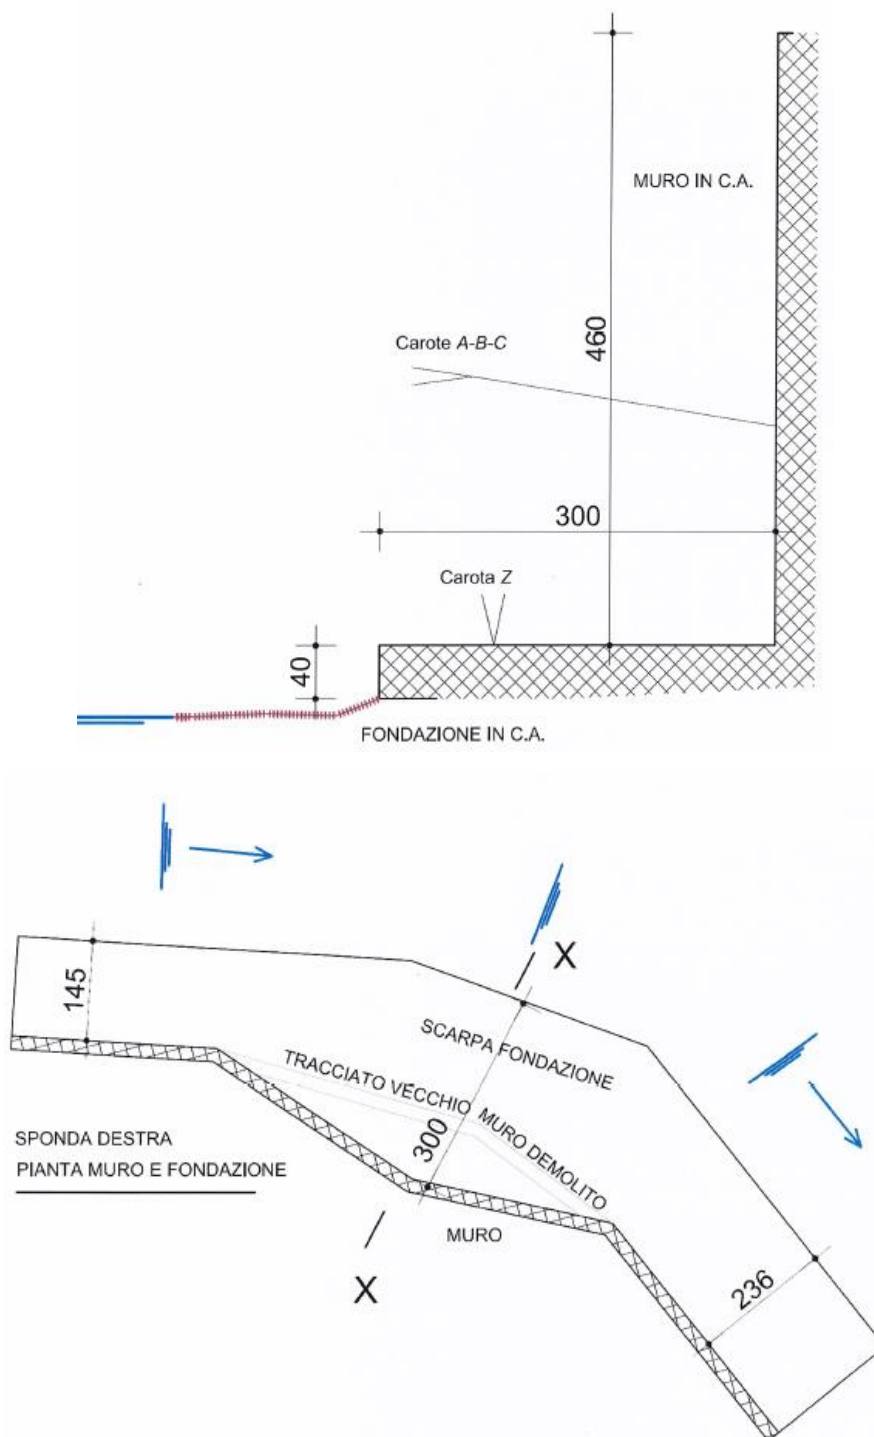 MURO IN C.A.
460
Carote A-B-C
300
Carota Z
40
FONDAZIONE IN C.A.
X
145
SCARPA FONDAZIONE
TRACCIATO VECCHIO MURO DEMOLITO
300
SPONDA DESTRA
PIANTA MURO E FONDAZIONE
MURO
236
X